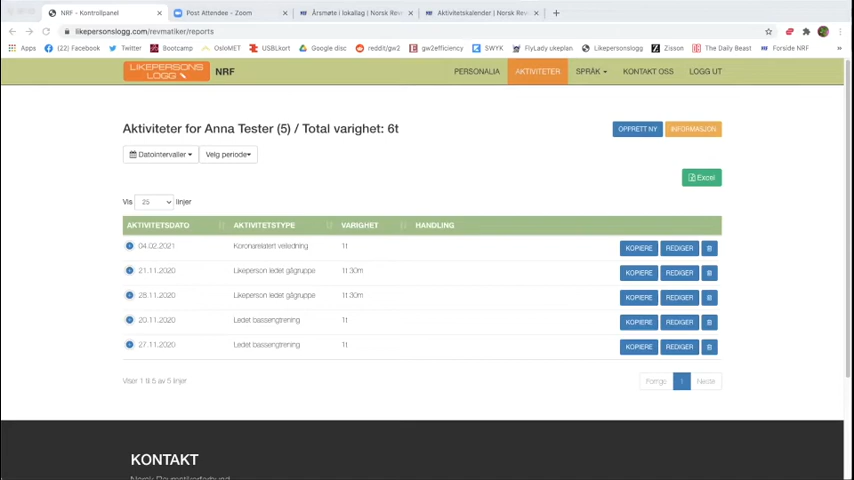 NRF - Kontrollpanel
Post Attendee - Zoom
Årsmøte i lokallag | Norsk Rev
Aktivitetskalender | Norsk Rev
likepersonslogg.com/revmatiker/reports
Apps
(22) Facebook
Twitter
Bootcamp
OsloMET
USBLkort
Google disc
reddit/gw2
gw2efficiency
SWYK
FlyLady ukeplan
Likepersonslogg
Zisson
The Daily Beast
Forside NRF
»
LIKEPERSONS
LOGG
NRF
PERSONALIA
AKTIVITETER
SPRÅK
KONTAKT OSS
LOGG UT
Aktiviteter for Anna Tester (5) / Total varighet: 6t
OPPRETT NY
INFORMASJON
Datointervaller
Velg periode
Excel
Vis 25 linjer
AKTIVITETSDATO AKTIVITETSTYPE VARIGHET HANDLING
04.02.2021 Koronarelatert veiledning 1t KOPIERE REDIGER
21.11.2020 Likeperson ledet gågruppe 1t 30m KOPIERE REDIGER
28.11.2020 Likeperson ledet gågruppe 1t 30m KOPIERE REDIGER
20.11.2020 Ledet bassengtrening 1t KOPIERE REDIGER
27.11.2020 Ledet bassengtrening 1t KOPIERE REDIGER
Viser 1 til 5 av 5 linjer
Forrige 1 Neste
KONTAKT
Norsk Revmatikerforbund